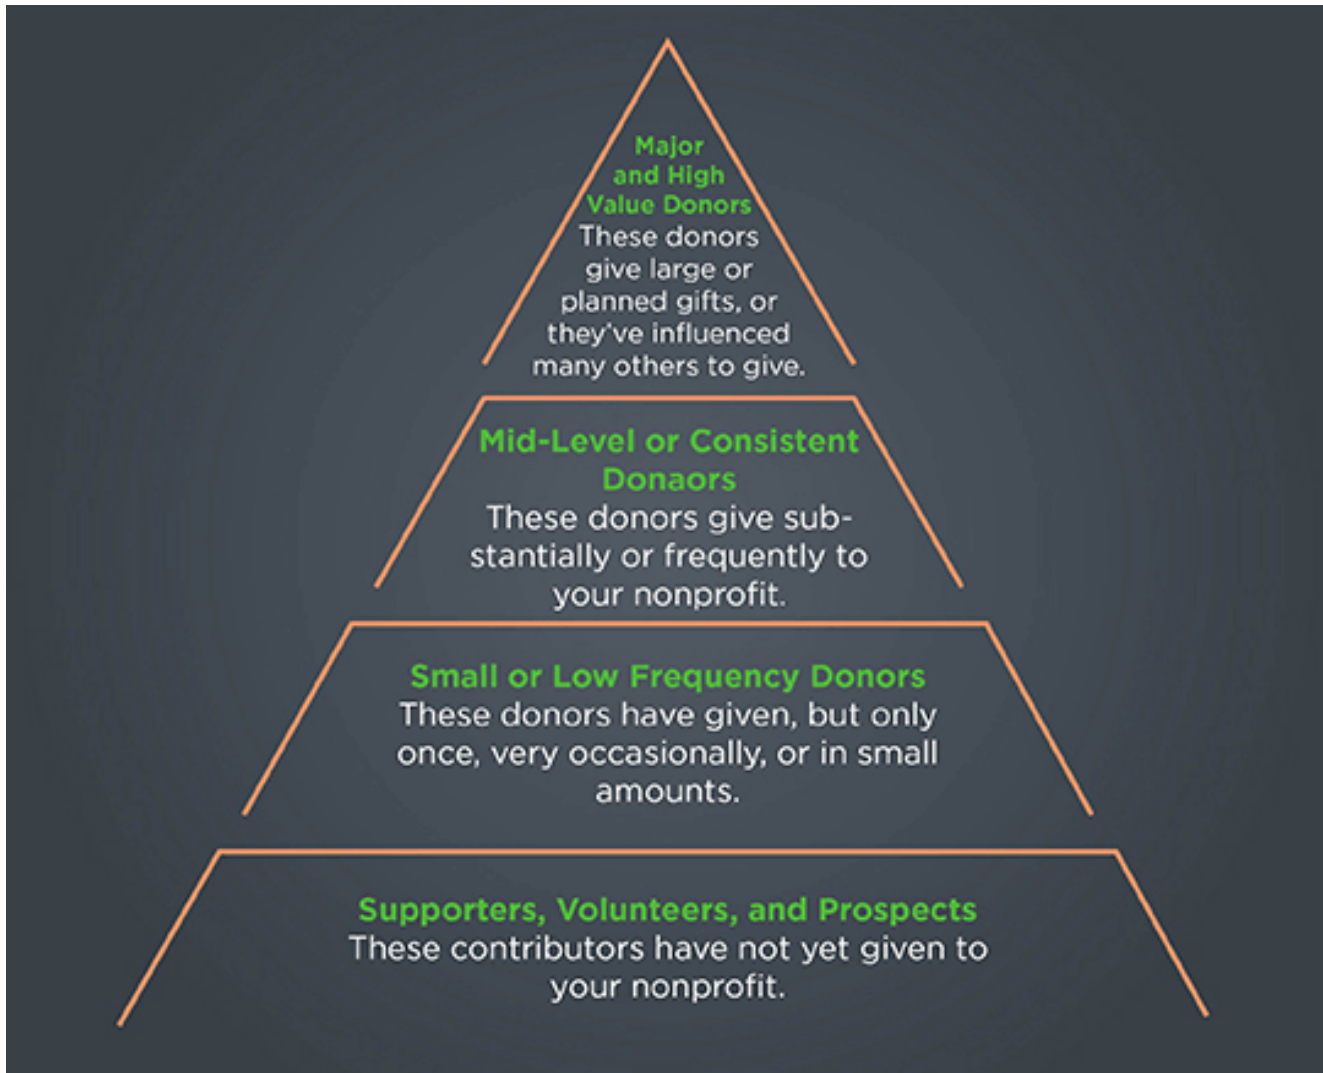 Major
and High
Value Donors
These donors
give large or
planned gifts, or
they've influenced
many others to give.
Mid-Level or Consistent
Donaors
These donors give sub-
stantially or frequently to
your nonprofit.
Small or Low Frequency Donors
These donors have given, but only
once, very occasionally, or in small
amounts.
Supporters, Volunteers, and Prospects
These contributors have not yet given to
your nonprofit.